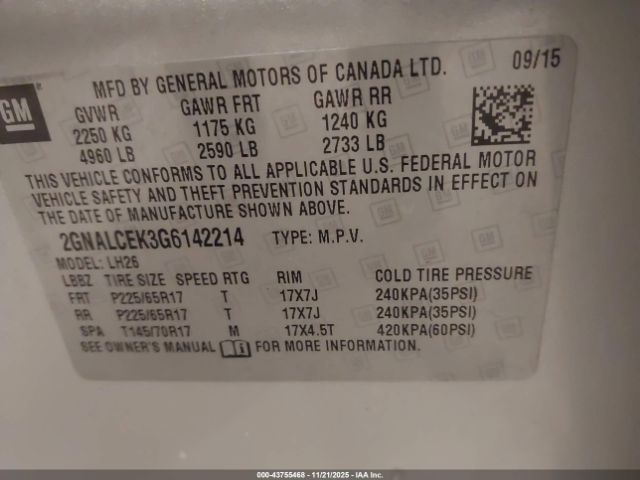 MFD BY GENERAL MOTORS OF CANADA LTD. 09/15
GM
GVWR GAWR FRT GAWR RR
2250 KG 1175 KG 1240 KG
4960 LB 2590 LB 2733 LB
THIS VEHICLE CONFORMS TO ALL APPLICABLE U.S. FEDERAL MOTOR
VEHICLE SAFETY AND THEFT PREVENTION STANDARDS IN EFFECT ON
THE DATE OF MANUFACTURE SHOWN ABOVE.
2GNALCEK3G6142214 TYPE: M.P.V.
MODEL: LH26
LBBZ TIRE SIZE SPEED RTG RIM COLD TIRE PRESSURE
FRT P225/65R17 T 17X7J 240KPA(35PSI)
RR P225/65R17 T 17X7J 240KPA(35PSI)
SPA T145/70R17 M 17X4.5T 420KPA(60PSI)
SEE OWNER'S MANUAL FOR MORE INFORMATION.
000-43755468 - 11/21/2025 - IAAI.com